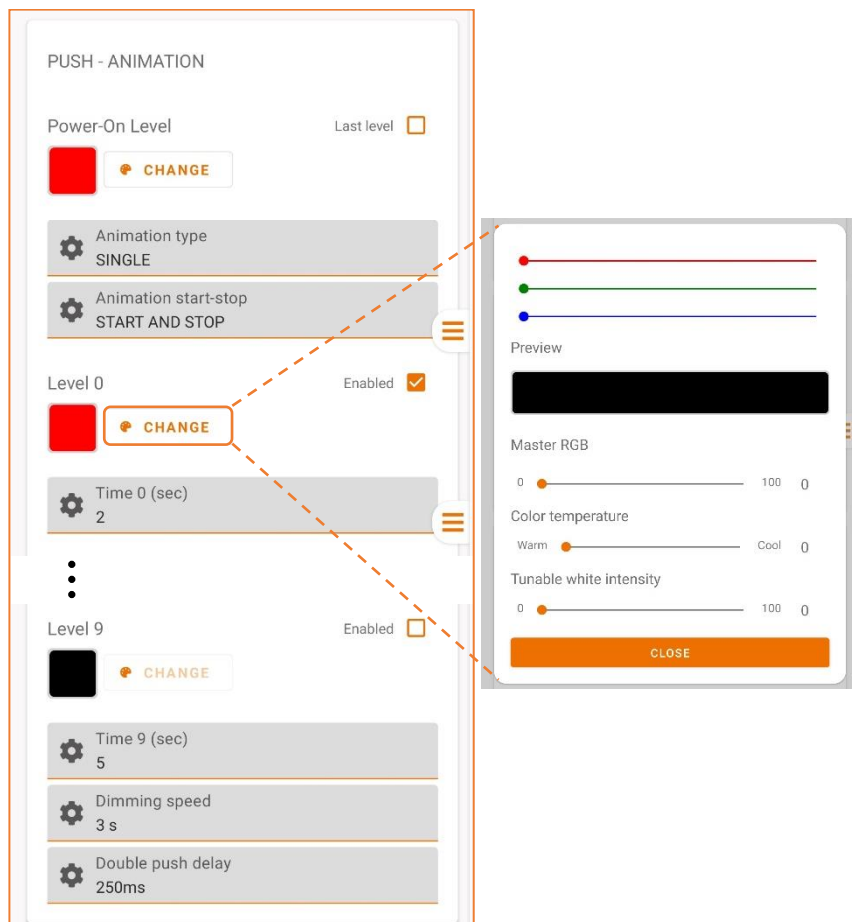 PUSH - ANIMATION
Power-On Level
Last level
CHANGE
Animation type
SINGLE
Animation start-stop
START AND STOP
Level 0
Enabled
CHANGE
Time 0 (sec)
2
Level 9
Enabled
CHANGE
Time 9 (sec)
5
Dimming speed
3 s
Double push delay
250ms
Preview
Master RGB
0 100 0
Color temperature
Warm Cool 0
Tunable white intensity
0 100 0
CLOSE